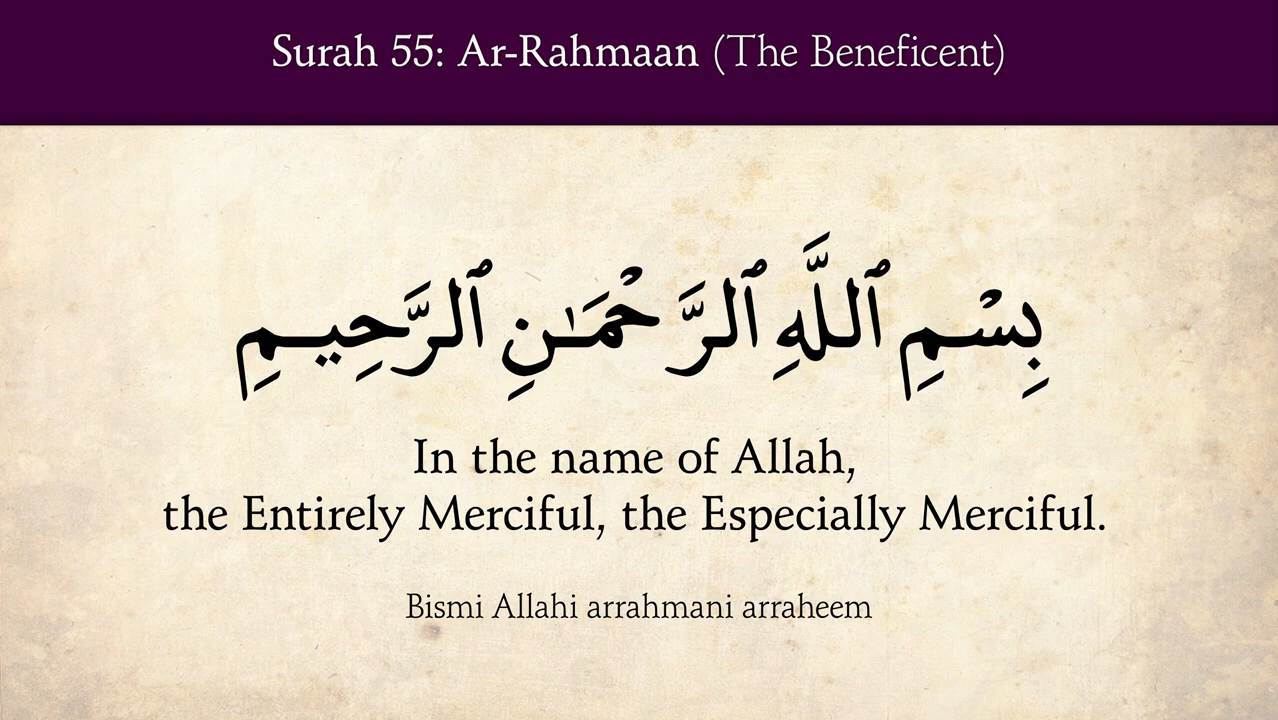 Surah 55: Ar-Rahmaan (The Beneficent)
بِسْمِ ٱللَّهِ ٱلرَّحْمَٰنِ ٱلرَّحِيمِ
In the name of Allah,
the Entirely Merciful, the Especially Merciful.
Bismi Allahi arrahmani arraheem